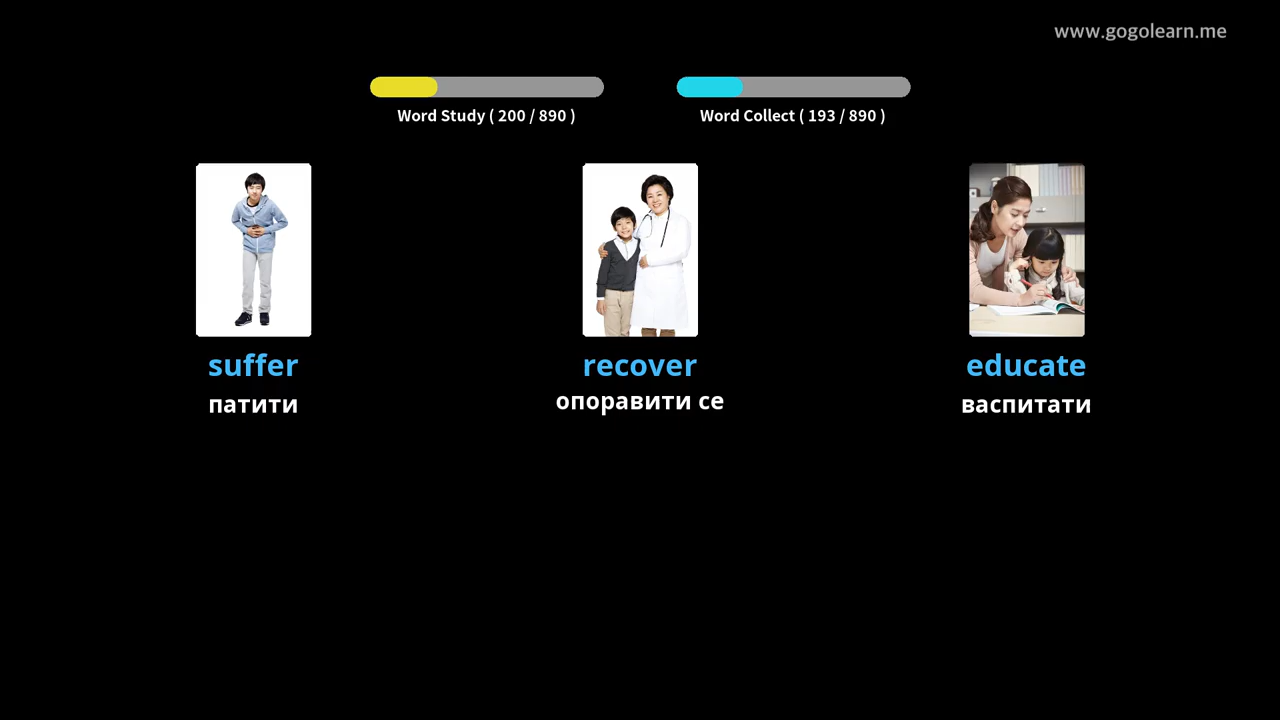 www.gogolearn.me
Word Study ( 200 / 890 )
Word Collect ( 193 / 890 )
suffer
recover
educate
патити
опоравити се
васпитати